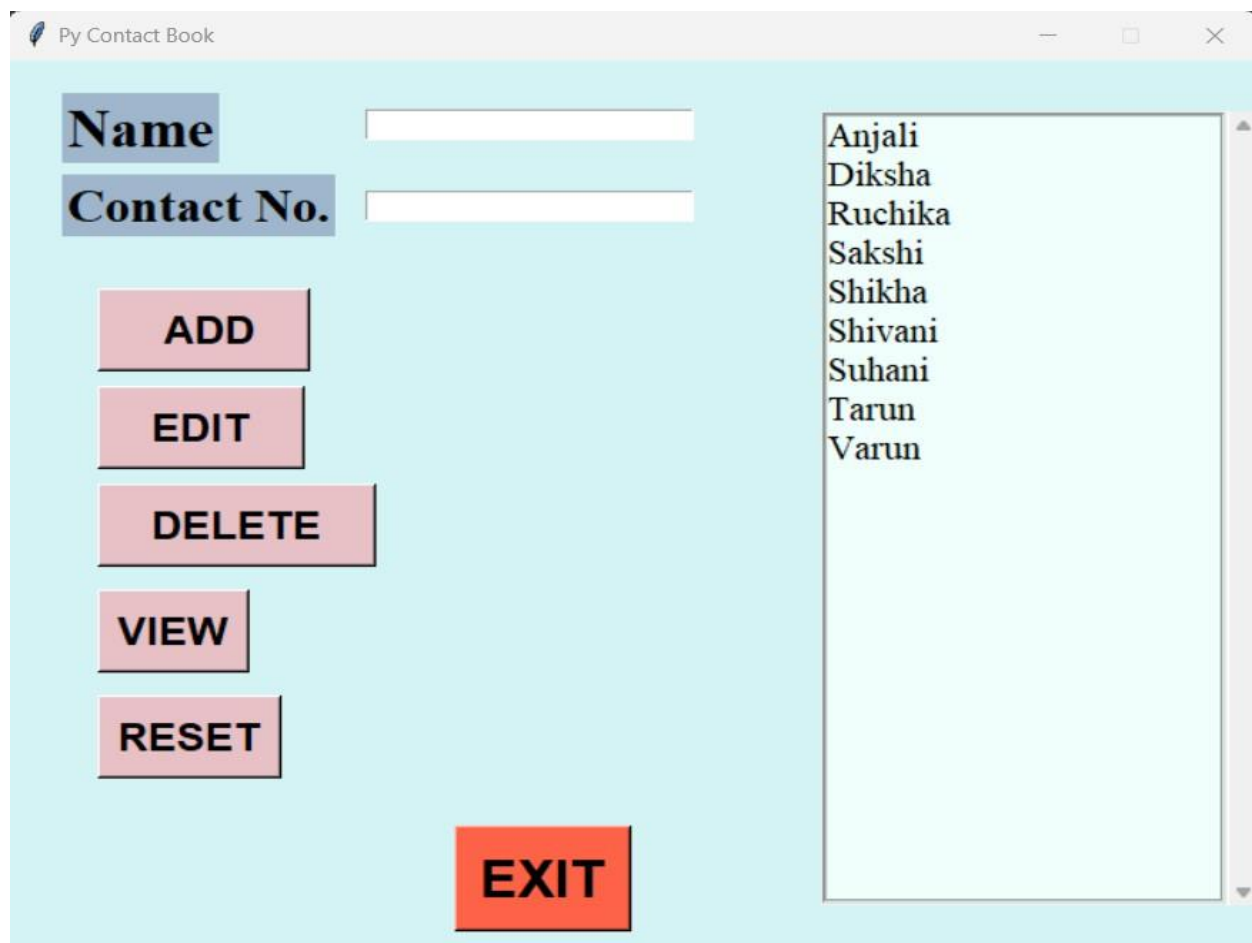 Py Contact Book
Name
Contact No.
ADD
EDIT
DELETE
VIEW
RESET
EXIT
Anjali
Diksha
Ruchika
Sakshi
Shikha
Shivani
Suhani
Tarun
Varun